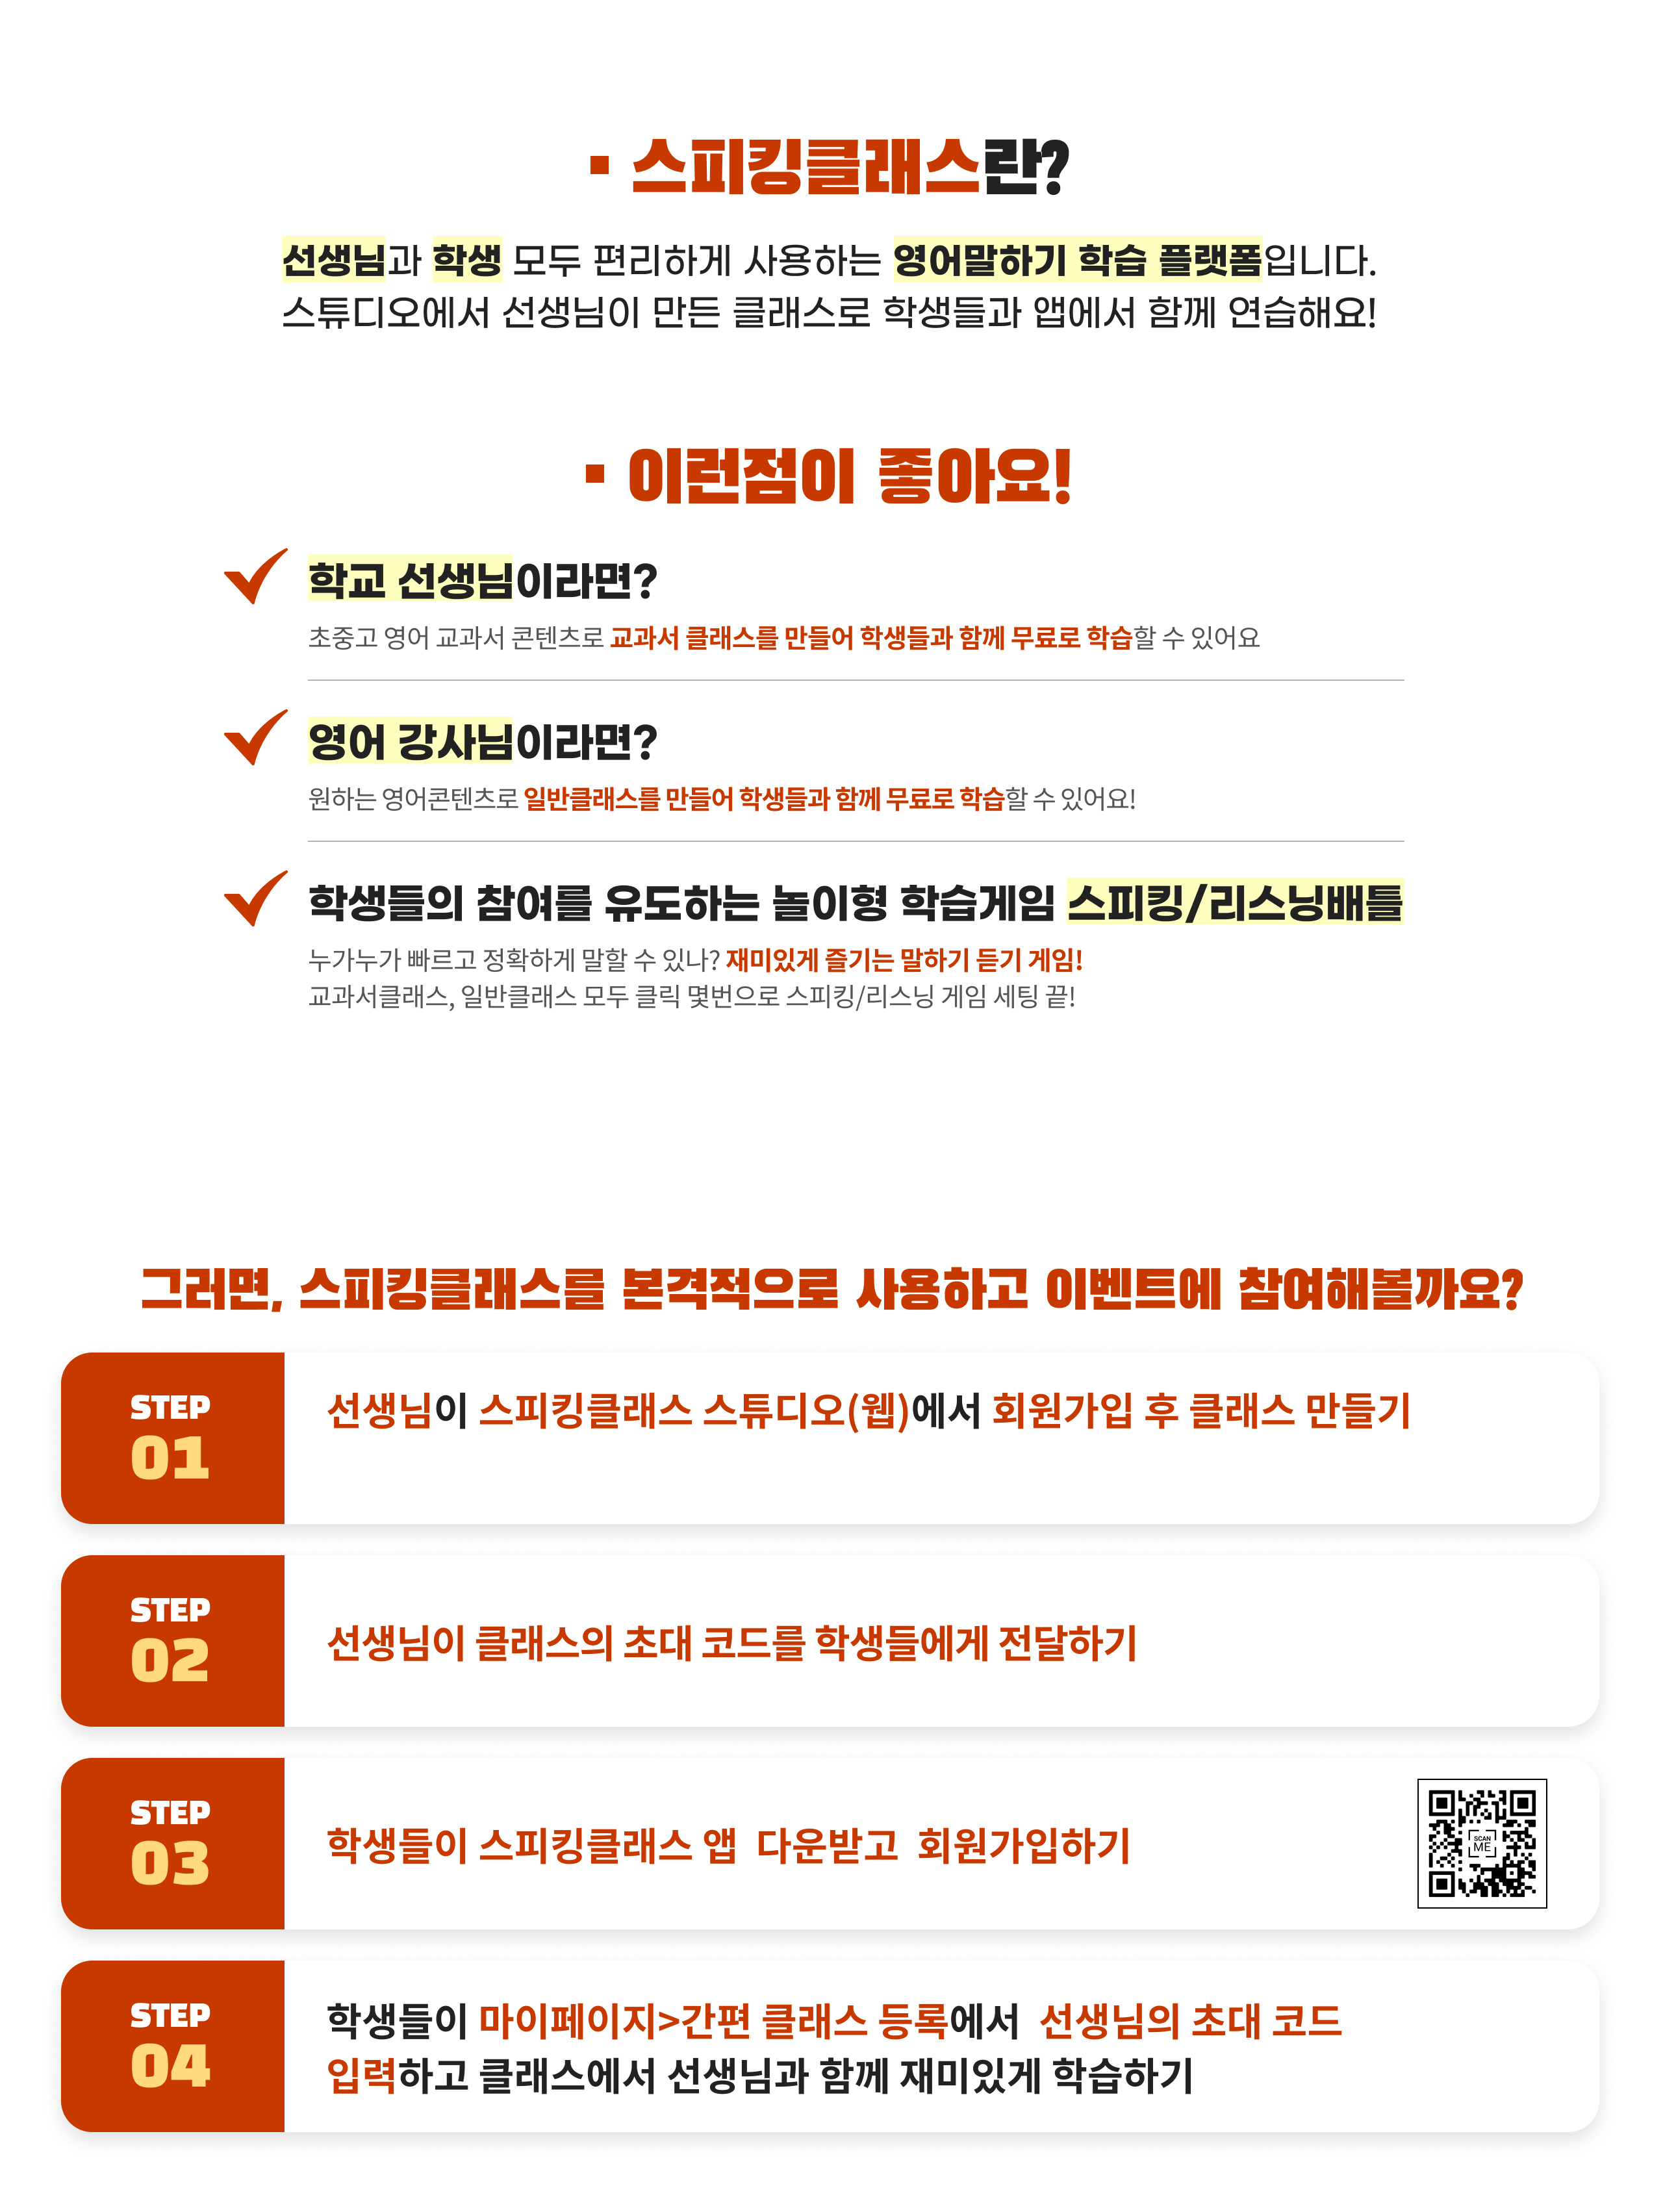 ▪ 스피킹클래스란?
선생님과 학생 모두 편리하게 사용하는 영어말하기 학습 플랫폼입니다.
스튜디오에서 선생님이 만든 클래스로 학생들과 앱에서 함께 연습해요!
▪ 이런점이 좋아요!
학교 선생님이라면?
초중고 영어 교과서 콘텐츠로 교과서 클래스를 만들어 학생들과 함께 무료로 학습할 수 있어요
영어 강사님이라면?
원하는 영어콘텐츠로 일반클래스를 만들어 학생들과 함께 무료로 학습할 수 있어요!
학생들의 참여를 유도하는 놀이형 학습게임 스피킹/리스닝배틀
누가누가 빠르고 정확하게 말할 수 있나? 재미있게 즐기는 말하기 듣기 게임!
교과서클래스, 일반클래스 모두 클릭 몇번으로 스피킹/리스닝 게임 세팅 끝!
그러면, 스피킹클래스를 본격적으로 사용하고 이벤트에 참여해볼까요?
STEP
01
선생님이 스피킹클래스 스튜디오(웹)에서 회원가입 후 클래스 만들기
STEP
02
선생님이 클래스의 초대 코드를 학생들에게 전달하기
STEP
03
학생들이 스피킹클래스 앱 다운받고 회원가입하기
SCAN
ME
STEP
04
학생들이 마이페이지>간편 클래스 등록에서 선생님의 초대 코드
입력하고 클래스에서 선생님과 함께 재미있게 학습하기